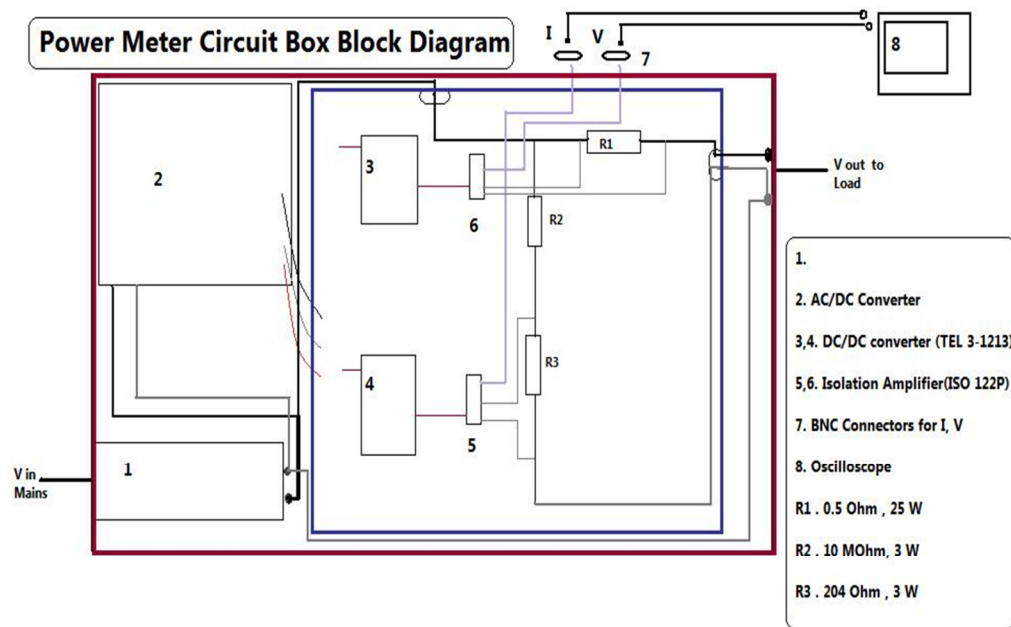 Power Meter Circuit Box Block Diagram
I
V
7
8
2
3
R1
6
R2
V out to
Load
R3
4
5
1
V in
Mains
1.
2. AC/DC Converter
3,4. DC/DC converter (TEL 3-1213)
5,6. Isolation Amplifier(ISO 122P)
7. BNC Connectors for I, V
8. Oscilloscope
R1 . 0.5 Ohm , 25 W
R2 . 10 MOhm, 3 W
R3 . 204 Ohm , 3 W